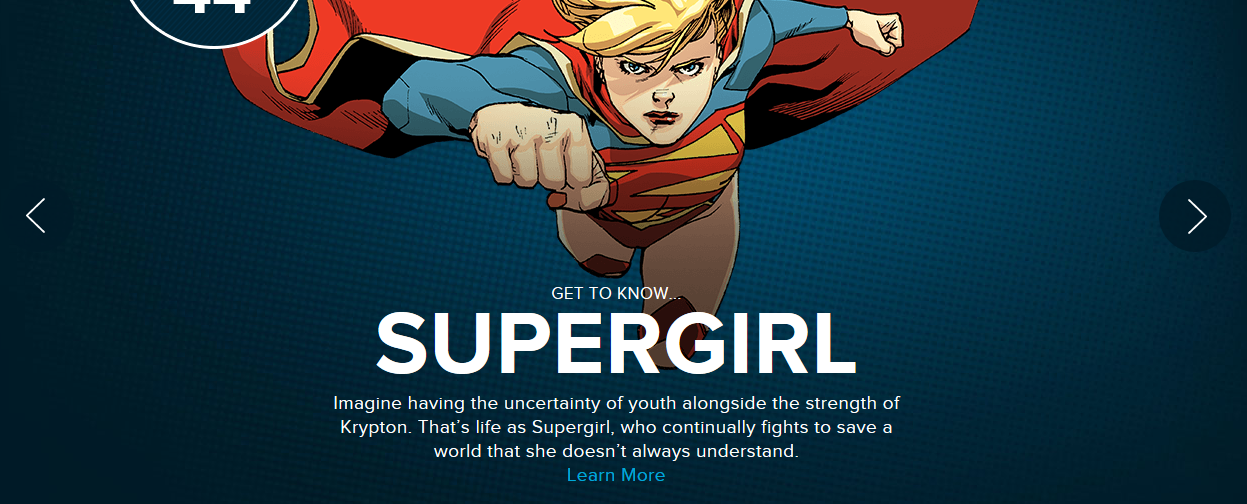 GET TO KNOW...
SUPERGIRL
Imagine having the uncertainty of youth alongside the strength of
Krypton. That’s life as Supergirl, who continually fights to save a
world that she doesn’t always understand.
Learn More